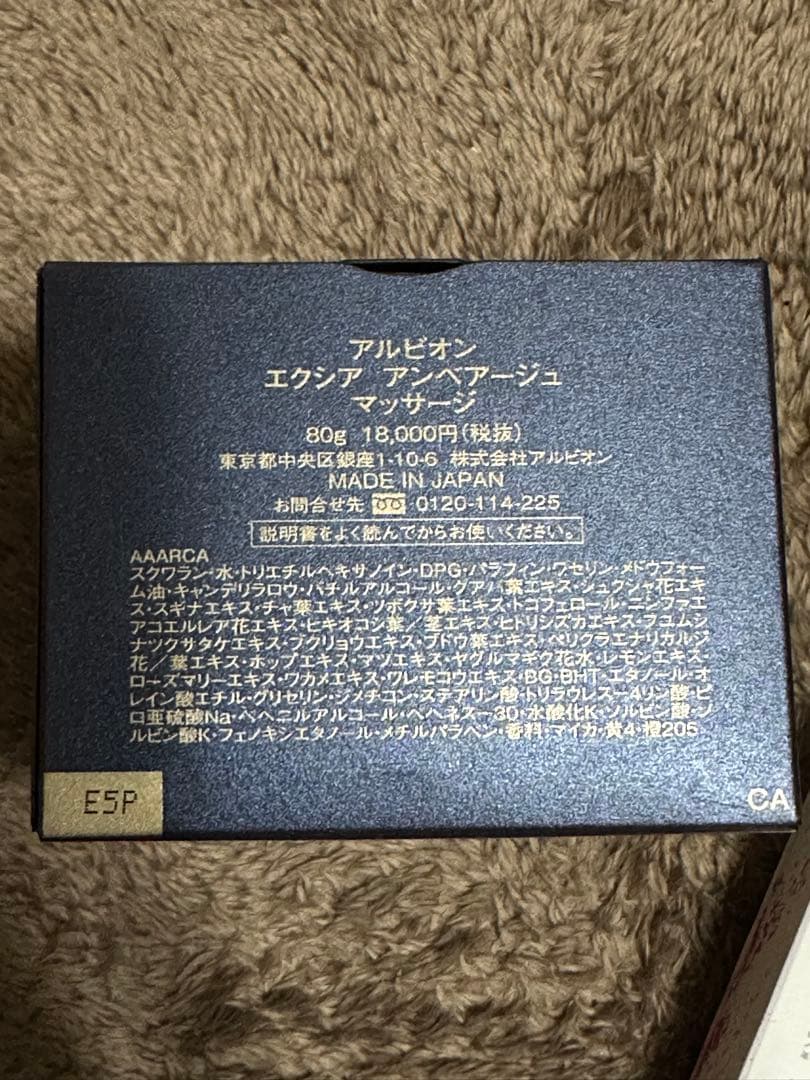 アルビオン
エクシア アンベアージュ
マッサージ
80g 18,000円(税抜)
東京都中央区銀座1-10-6 株式会社アルビオン
MADE IN JAPAN
お問合せ先 0120-114-225
説明書をよく読んでからお使いください。
AAARCA
スクワラン・水・トリエチルヘキサノイン・DPG・パラフィン・ワセリン・メドウフォー
ム油・キャンデリラロウ・バチルアルコール・グアバ葉エキス・シュクシャ花エキ
ス・スギナエキス・チャ葉エキス・ツボクサ葉エキス・トコフェロール・ニンファエ
アコエルレア花エキス・ヒキオコシ葉/茎エキス・ヒトリシズカエキス・フユムシ
ナツクサタケエキス・ブクリョウエキス・ブドウ葉エキス・ペリクラエナリカルジ
花/葉エキス・ホップエキス・マツエキス・ヤグルマギク花水・レモンエキス・
ローズマリーエキス・ワカメエキス・ワレモコウエキス・BG・BHT・エタノール・オ
レイン酸エチル・グリセリン・ジメチコン・ステアリン酸・トリラウレス-4リン酸・ピ
ロ亜硫酸Na・ベヘニルアルコール・ベヘネス-30・水酸化K・ソルビン酸・ソ
ルビン酸K・フェノキシエタノール・メチルパラベン・香料・マイカ・黄4・橙205
E5P
CA